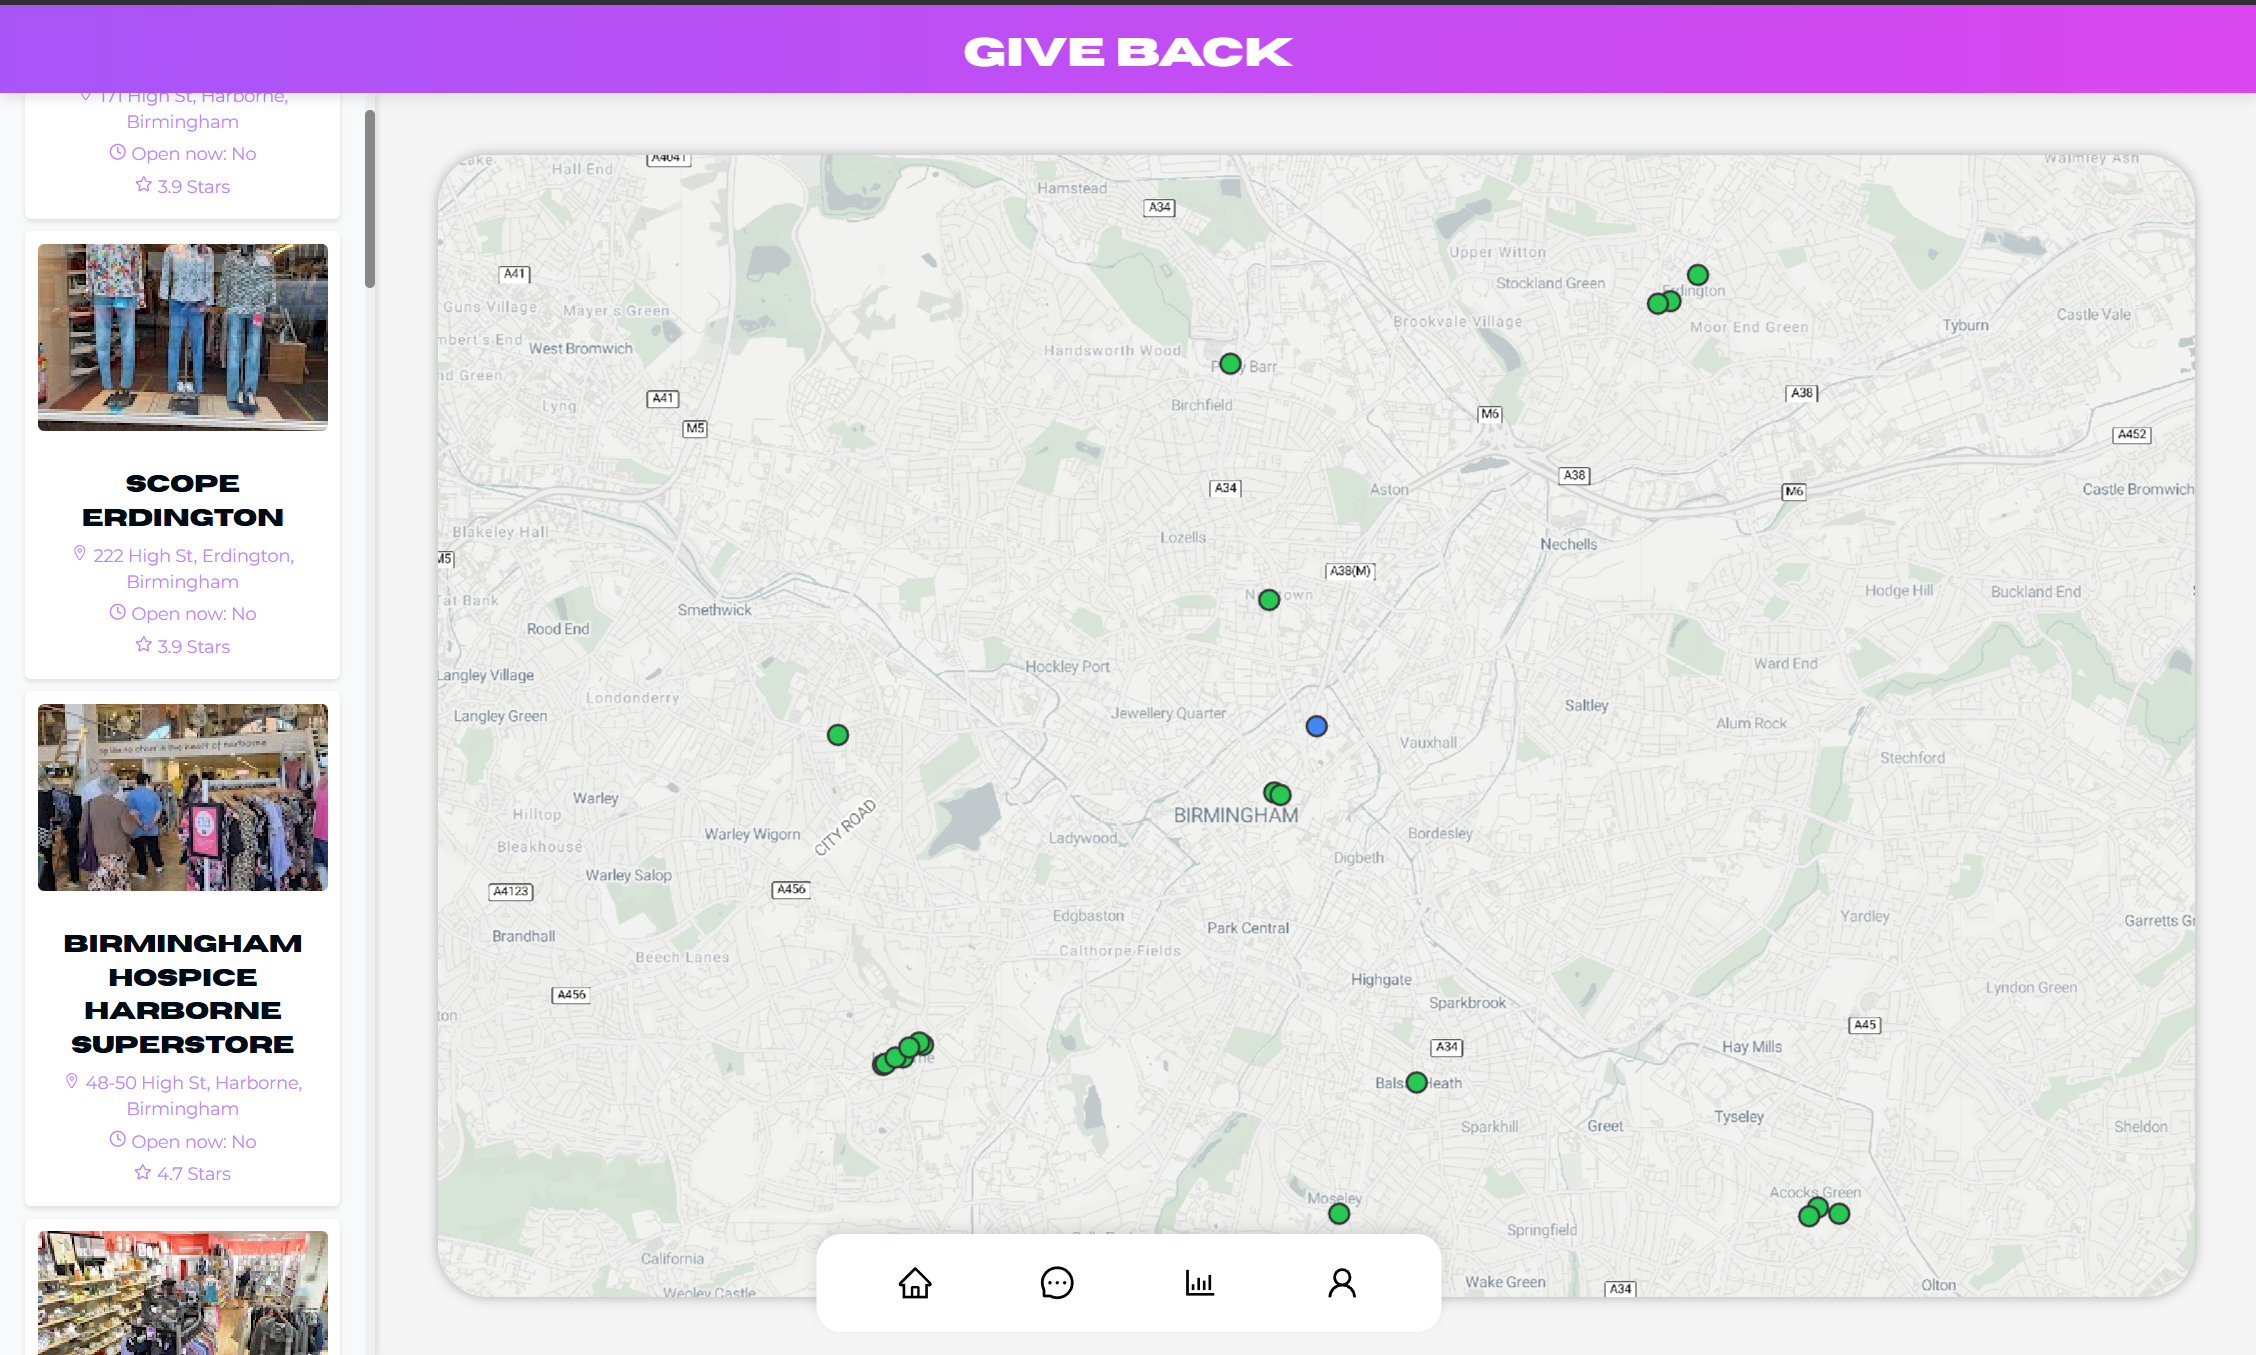 GIVE BACK
171 High St, Harborne,
Birmingham
Open now: No
3.9 Stars
SCOPE
ERDINGTON
222 High St, Erdington,
Birmingham
Open now: No
3.9 Stars
BIRMINGHAM
HOSPICE
HARBORNE
SUPERSTORE
48-50 High St, Harborne,
Birmingham
Open now: No
4.7 Stars
A4041
Walmley Ash
Hall End
Hamstead
A34
Upper Witton
A41
Stockland Green
Erdington
Guns Village
Mayer's Green
Castle Vale
Brookvale Village
Moor End Green
Tyburn
West Bromwich
Handsworth Wood
Barr
A38
A41
Lyng
Birchfield
M6
M5
A452
A38
A34
Aston
M6
Castle Bromwich
Blakeley Hall
Lozells
Nechells
M5
A38(M)
Tat Bank
Smethwick
Hodge Hill
Buckland End
Rood End
Hockley Port
Ward End
Langley Village
Londonderry
Saltley
Langley Green
Jewellery Quarter
Alum Rock
Vauxhall
Stechford
Warley
Hilltop
BIRMINGHAM
CITY ROAD
Warley Wigorn
Ladywood
Bordesley
Bleakhouse
Digbeth
Warley Salop
A4123
A456
Edgbaston
Yardley
Garretts
Brandhall
Park Central
Beech Lanes
Calthorpe Fields
Highgate
Lyndon Green
A456
Sparkbrook
A45
A34
Hay Mills
Heath
Tyseley
Sparkhill
Greet
Sheldon
Moseley
Acocks Green
Springfield
California
Wake Green
A34
Olton
Weoley Castle